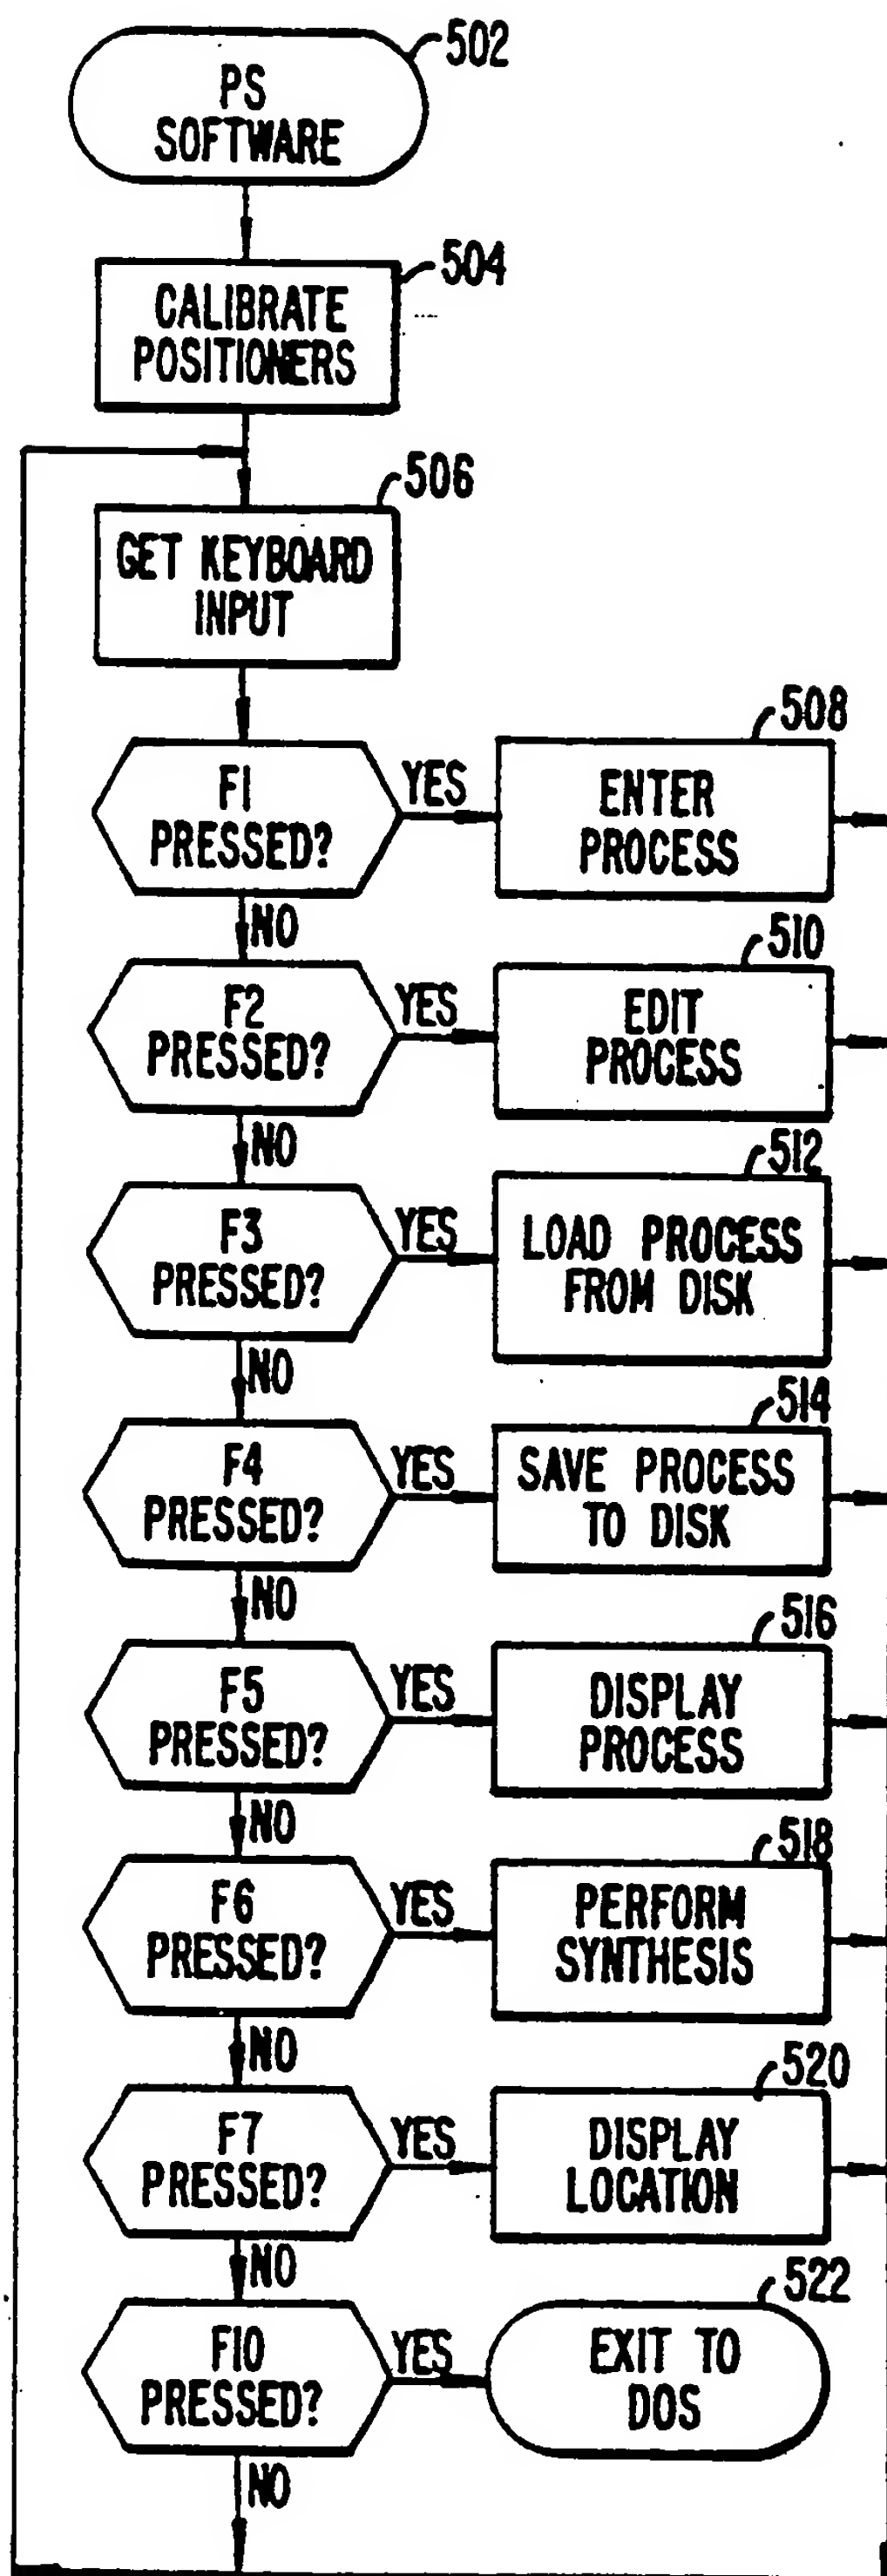 502
PS
SOFTWARE
504
CALIBRATE
POSITIONERS
506
GET KEYBOARD
INPUT
508
F1
PRESSED?
YES
ENTER
PROCESS
NO
510
F2
PRESSED?
YES
EDIT
PROCESS
NO
512
F3
PRESSED?
YES
LOAD PROCESS
FROM DISK
NO
514
F4
PRESSED?
YES
SAVE PROCESS
TO DISK
NO
516
F5
PRESSED?
YES
DISPLAY
PROCESS
NO
518
F6
PRESSED?
YES
PERFORM
SYNTHESIS
NO
520
F7
PRESSED?
YES
DISPLAY
LOCATION
NO
522
F10
PRESSED?
YES
EXIT TO
DOS
NO